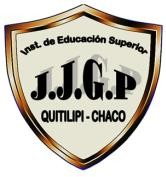 Inst. de Educación Superior
J.J.G.P
QUITILIPI - CHACO